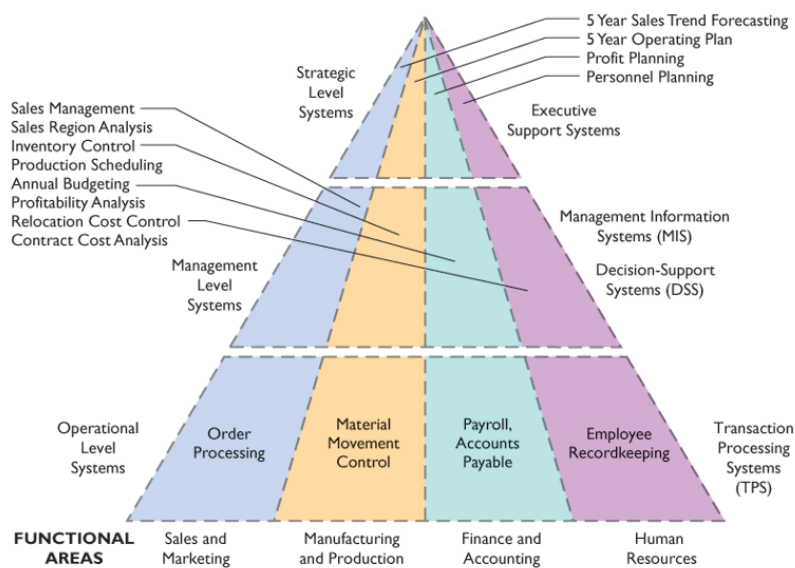 5 Year Sales Trend Forecasting
5 Year Operating Plan
Profit Planning
Personnel Planning
Strategic
Level
Systems
Executive
Support Systems
Sales Management
Sales Region Analysis
Inventory Control
Production Scheduling
Annual Budgeting
Profitability Analysis
Relocation Cost Control
Contract Cost Analysis
Management
Level
Systems
Management Information
Systems (MIS)
Decision-Support
Systems (DSS)
Operational
Level
Systems
Order
Processing
Material
Movement
Control
Payroll,
Accounts
Payable
Employee
Recordkeeping
Transaction
Processing
Systems
(TPS)
FUNCTIONAL
AREAS
Sales and
Marketing
Manufacturing
and Production
Finance and
Accounting
Human
Resources